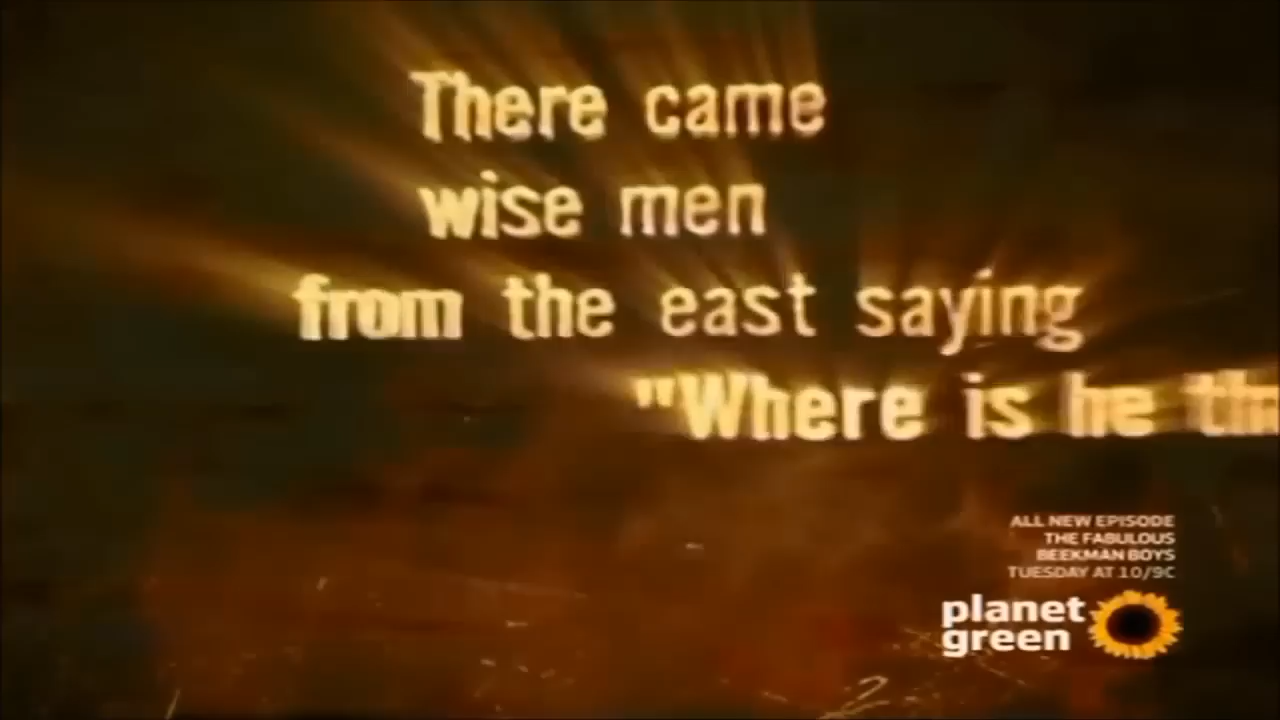 There came
wise men
from the east saying
"Where is he
ALL NEW EPISODE
THE FABULOUS
BEEKMAN BOYS
TUESDAY AT 10/9C
planet
green